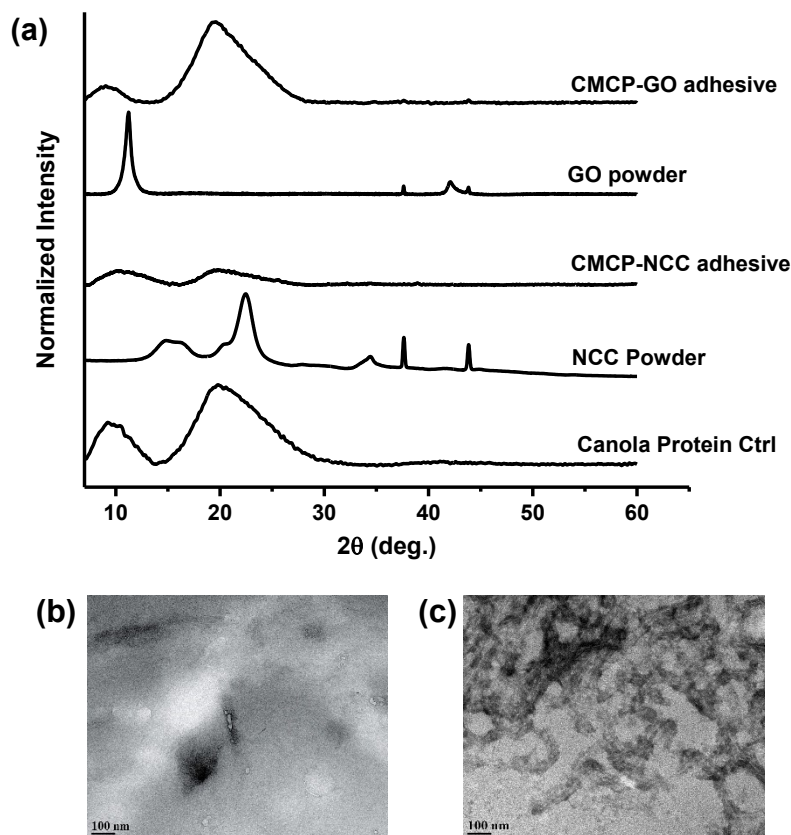 (a)
CMCP-GO adhesive
GO powder
CMCP-NCC adhesive
NCC Powder
Canola Protein Ctrl
Normalized Intensity
10 20 30 40 50 60
2θ (deg.)
(b) (c)
100 nm 100 nm